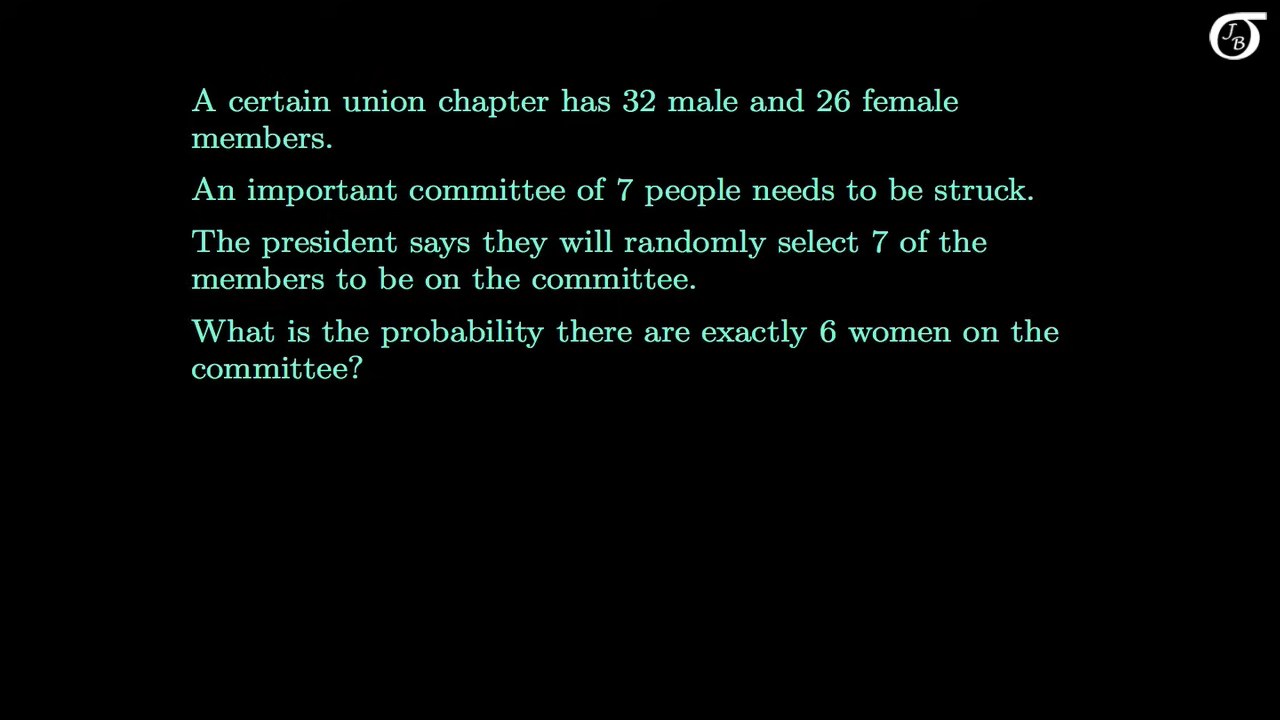 J
B
A certain union chapter has 32 male and 26 female
members.
An important committee of 7 people needs to be struck.
The president says they will randomly select 7 of the
members to be on the committee.
What is the probability there are exactly 6 women on the
committee?